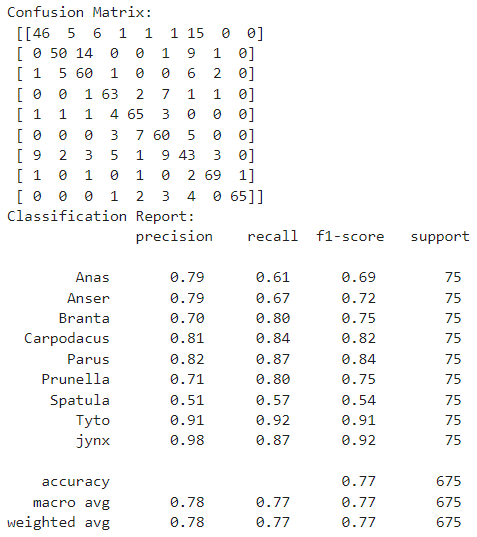 Confusion Matrix:
[[46 5 6 1 1 1 15 0 0]
[ 0 50 14 0 0 1 9 1 0]
[ 1 5 60 1 0 0 6 2 0]
[ 0 0 1 63 2 7 1 1 0]
[ 1 1 1 4 65 3 0 0 0]
[ 0 0 0 3 7 60 5 0 0]
[ 9 2 3 5 1 9 43 3 0]
[ 1 0 1 0 1 0 2 69 1]
[ 0 0 0 1 2 3 4 0 65]]
Classification Report:
precision recall f1-score support
Anas 0.79 0.61 0.69 75
Anser 0.79 0.67 0.72 75
Branta 0.70 0.80 0.75 75
Carpodacus 0.81 0.84 0.82 75
Parus 0.82 0.87 0.84 75
Prunella 0.71 0.80 0.75 75
Spatula 0.51 0.57 0.54 75
Tyto 0.91 0.92 0.91 75
jynx 0.98 0.87 0.92 75
accuracy 0.77 675
macro avg 0.78 0.77 0.77 675
weighted avg 0.78 0.77 0.77 675